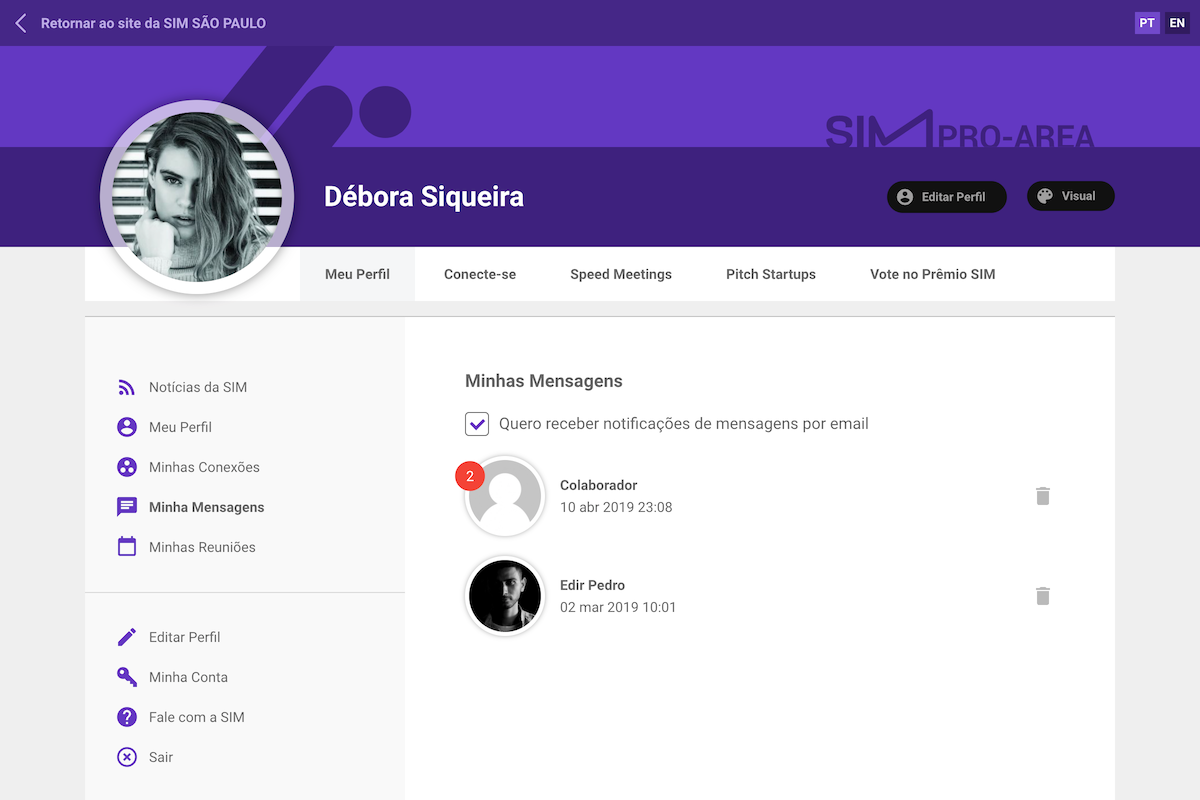 Retornar ao site da SIM SÃO PAULO
PT
EN
SIM PRO-AREA
Débora Siqueira
Editar Perfil
Visual
Meu Perfil
Conecte-se
Speed Meetings
Pitch Startups
Vote no Prêmio SIM
Notícias da SIM
Meu Perfil
Minhas Conexões
Minha Mensagens
Minhas Reuniões
Editar Perfil
Minha Conta
Fale com a SIM
Sair
Minhas Mensagens
Quero receber notificações de mensagens por email
2
Colaborador
10 abr 2019 23:08
Edir Pedro
02 mar 2019 10:01